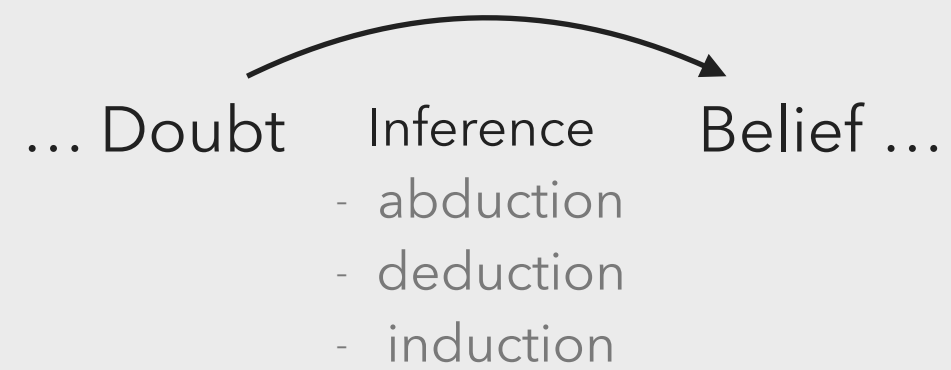 … Doubt Inference Belief …
- abduction
- deduction
- induction